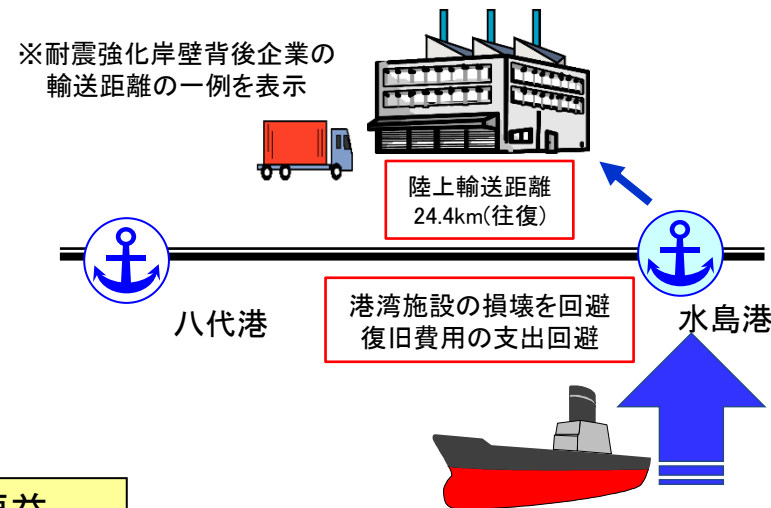 ※耐震強化岸壁背後企業の
輸送距離の一例を表示
陸上輸送距離
24.4km(往復)
港湾施設の損壊を回避
復旧費用の支出回避
八代港
水島港